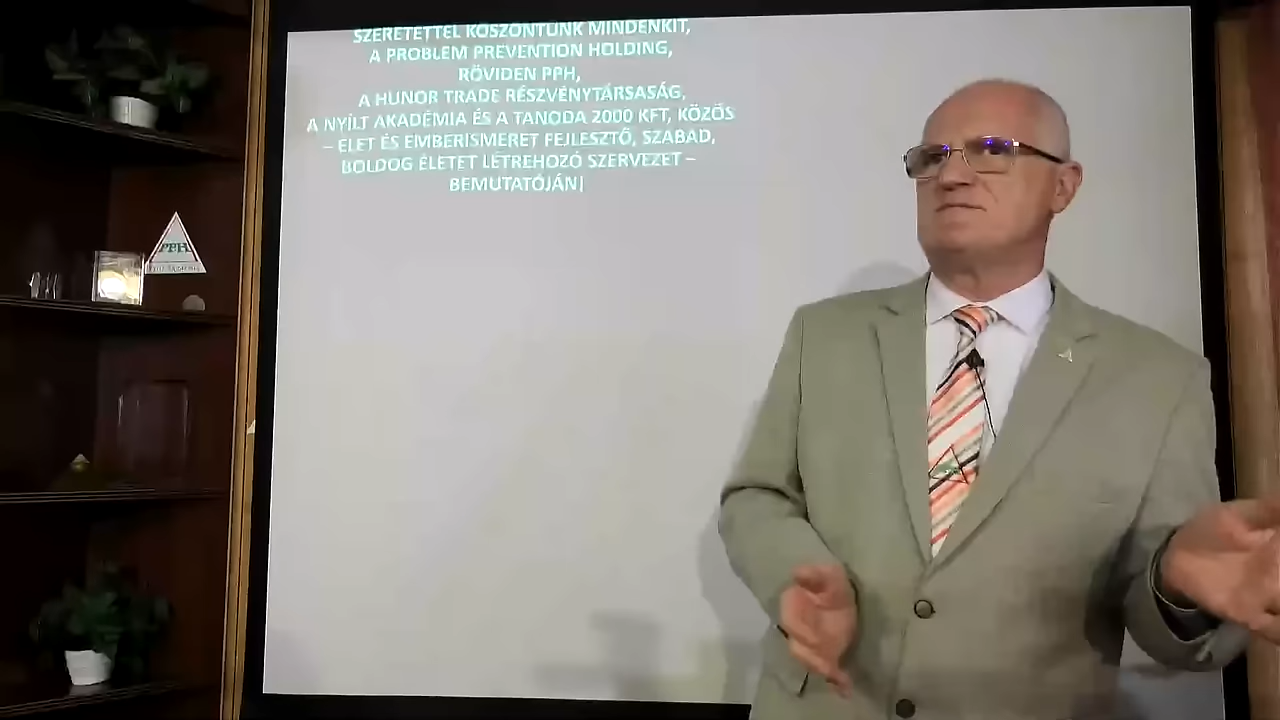 SZERETETTEL KÖSZÖNTÜNK MINDENKIT,
A PROBLEM PREVENTION HOLDING,
RÖVIDEN PPH,
A HUNOR TRADE RÉSZVÉNYTÁRSASÁG,
A NYÍLT AKADÉMIA ÉS A TANODA 2000 KFT, KÖZÖS
– ÉLET ÉS EMBERISMERET FEJLESZTŐ, SZABAD,
BOLDOG ÉLETET LÉTREHOZÓ SZERVEZET –
BEMUTATÓJÁN
PPH